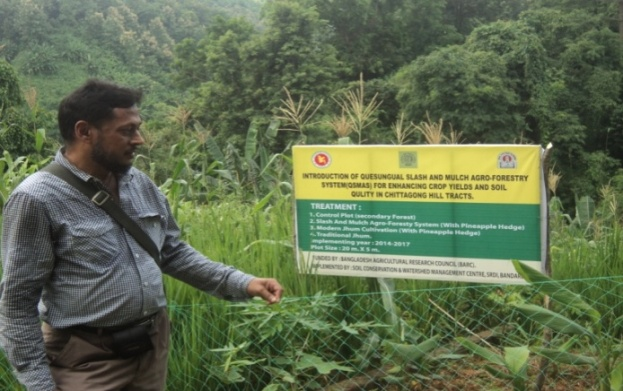 INTRODUCTION OF QUESUNGUAL SLASH AND MULCH AGRO-FORESTRY
SYSTEM(QSMAS) FOR ENHANCING CROP YIELDS AND SOIL
QULITY IN CHITTAGONG HILL TRACTS.
TREATMENT :
1. Control Plot (secondery Forest)
2. Slash And Mulch Agro-Forestry System (With Pineapple Hedge)
3. Modern Jhum Cultivation (With Pineapple Hedge)
4. Traditional Jhum.
Implementing year : 2014-2017
Plot Size : 20 m. X 5 m.
FUNDED BY : BANGLADESH AGRICULTURAL RESEARCH COUNCIL (BARC).
IMPLEMENTED BY : SOIL CONSERVATION & WATERSHED MANAGEMENT CENTRE, SRDI, BANDA